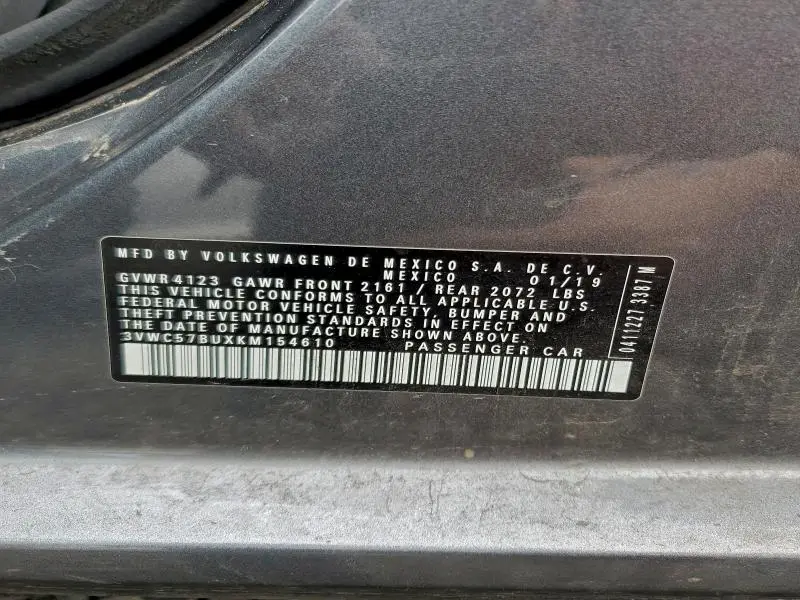 MFD BY VOLKSWAGEN DE MEXICO S.A. DE C.V.
MEXICO 01/19
GVWR 4123 GAWR FRONT 2161 / REAR 2072 LBS
THIS VEHICLE CONFORMS TO ALL APPLICABLE U.S.
FEDERAL MOTOR VEHICLE SAFETY, BUMPER AND
THEFT PREVENTION STANDARDS IN EFFECT ON
THE DATE OF MANUFACTURE SHOWN ABOVE.
3VWC57BUXKM154610 PASSENGER CAR
0411227 3387 M